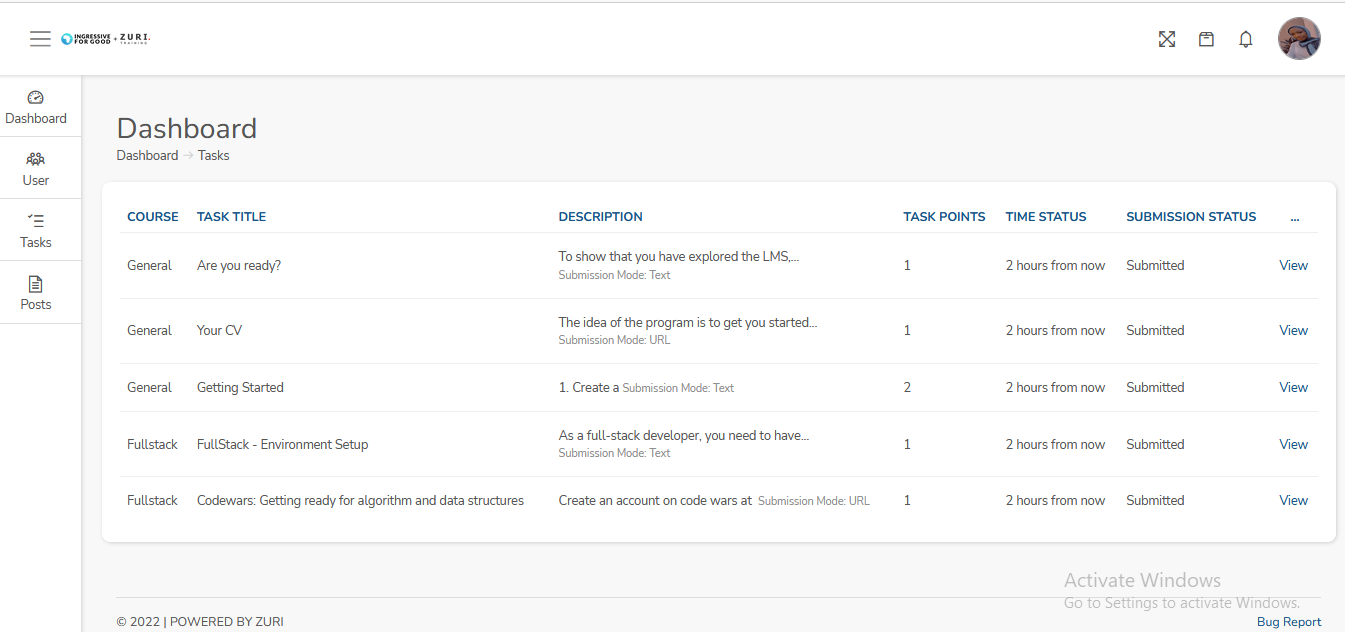 INGRESSIVE
FOR GOOD + ZURI.
TRAINING
Dashboard
User
Tasks
Posts
Dashboard
Dashboard → Tasks
COURSE TASK TITLE DESCRIPTION TASK POINTS TIME STATUS SUBMISSION STATUS ...
General Are you ready? To show that you have explored the LMS,... 1 2 hours from now Submitted View
Submission Mode: Text
General Your CV The idea of the program is to get you started... 1 2 hours from now Submitted View
Submission Mode: URL
General Getting Started 1. Create a Submission Mode: Text 2 2 hours from now Submitted View
Fullstack FullStack - Environment Setup As a full-stack developer, you need to have... 1 2 hours from now Submitted View
Submission Mode: Text
Fullstack Codewars: Getting ready for algorithm and data structures Create an account on code wars at Submission Mode: URL 1 2 hours from now Submitted View
Activate Windows
Go to Settings to activate Windows.
© 2022 | POWERED BY ZURI
Bug Report